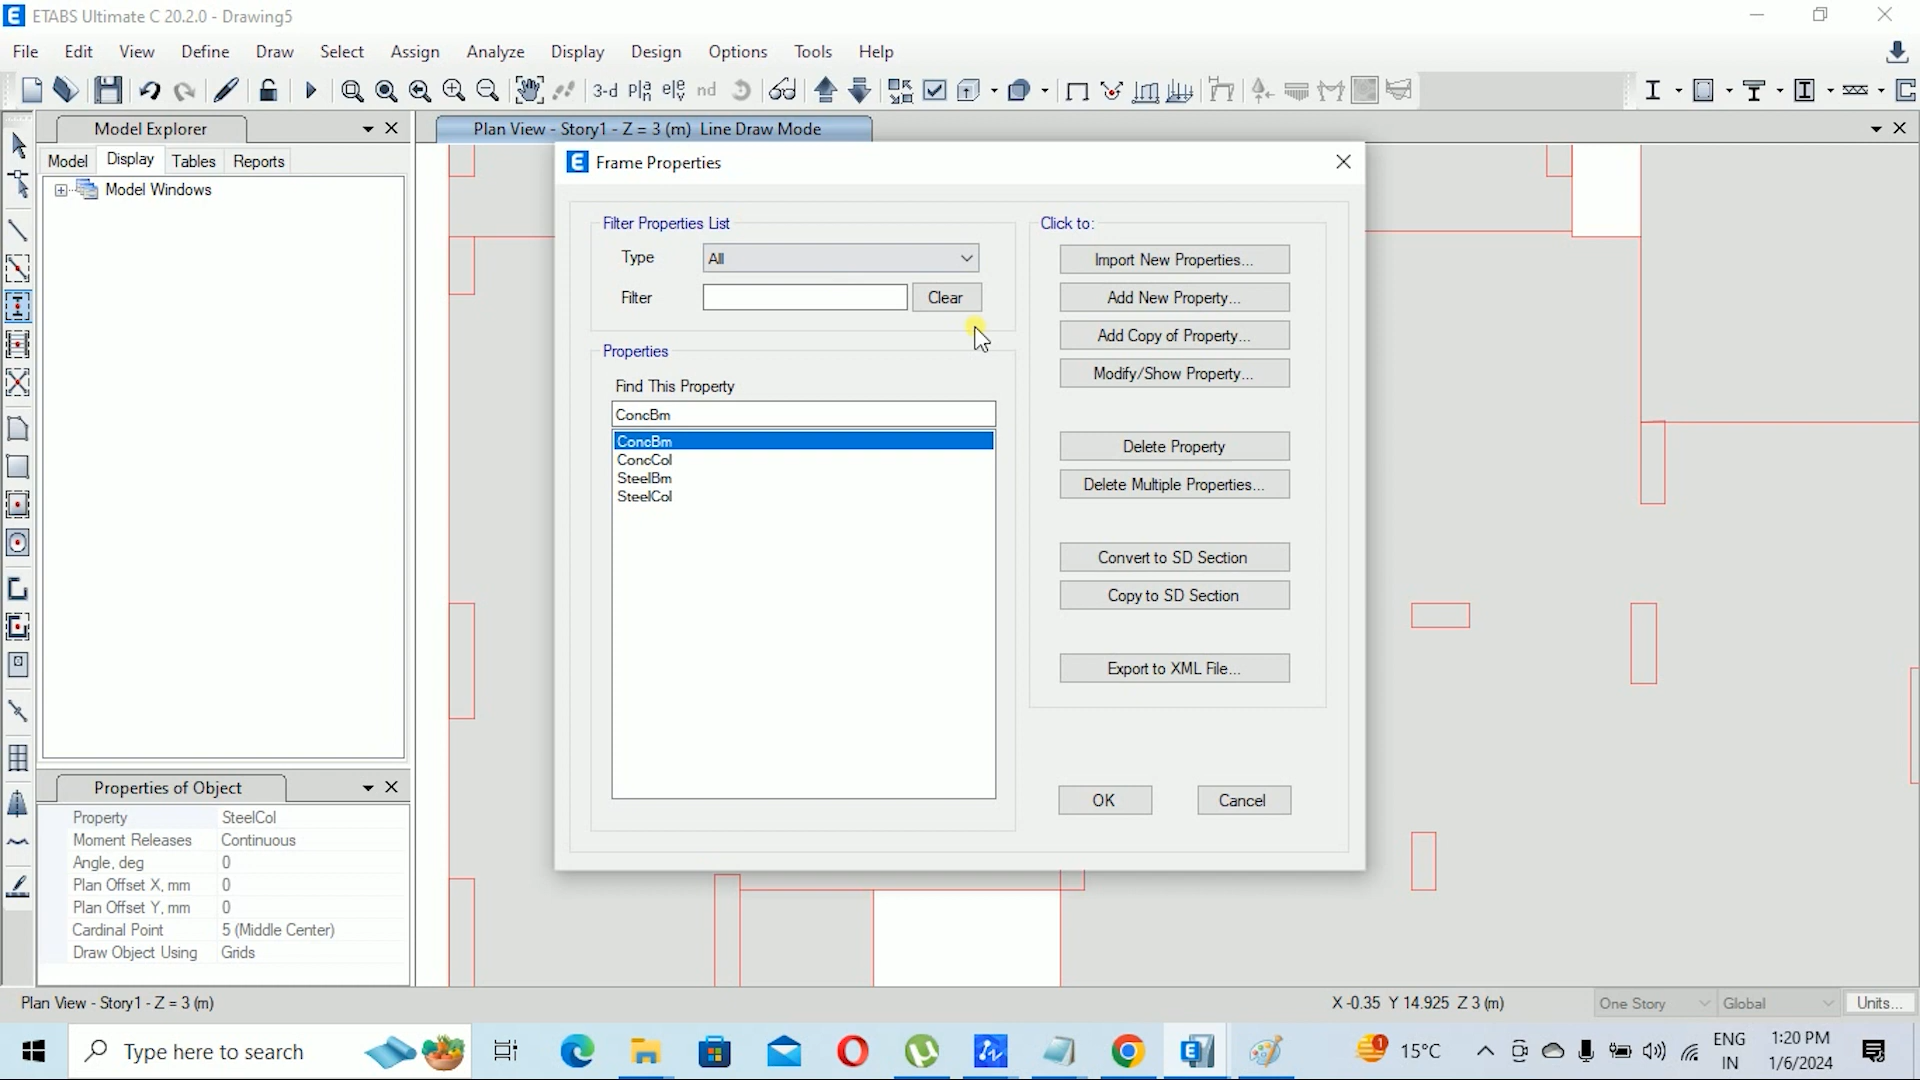 ETABS Ultimate C 20.2.0 - Drawing5
File Edit View Define Draw Select Assign Analyze Display Design Options Tools Help
3-d
nd
Model Explorer
Plan View - Story1 - Z = 3 (m) Line Draw Mode
Model Display Tables Reports
Model Windows
Frame Properties
Filter Properties List
Type All
Filter Clear
Properties
Find This Property
ConcBm
ConcBm
ConcCol
SteelBm
SteelCol
Click to:
Import New Properties...
Add New Property...
Add Copy of Property...
Modify/Show Property...
Delete Property
Delete Multiple Properties...
Convert to SD Section
Copy to SD Section
Export to XML File...
OK Cancel
Properties of Object
Property SteelCol
Moment Releases Continuous
Angle, deg 0
Plan Offset X, mm 0
Plan Offset Y, mm 0
Cardinal Point 5 (Middle Center)
Draw Object Using Grids
Plan View - Story1 - Z = 3 (m)
X -0.35 Y 14.925 Z 3 (m)
One Story Global Units...
Type here to search
15°C
ENG
IN
1:20 PM
1/6/2024